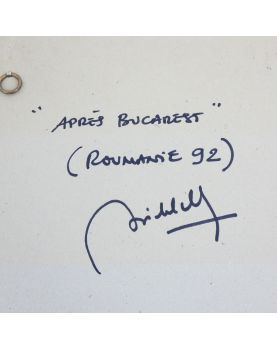 "APRÈS BUCAREST"
(ROUMANIE 92)